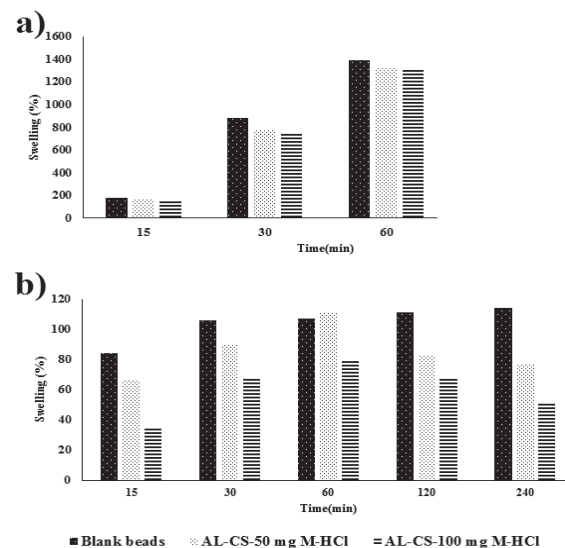 a)
1600
1400
1200
1000
800
600
400
200
0
Swelling (%)
15 30 60
Time(min)
b)
120
100
80
60
40
20
0
Swelling (%)
15 30 60 120 240
Time(min)
Blank beads AL-CS-50 mg M-HCl AL-CS-100 mg M-HCl